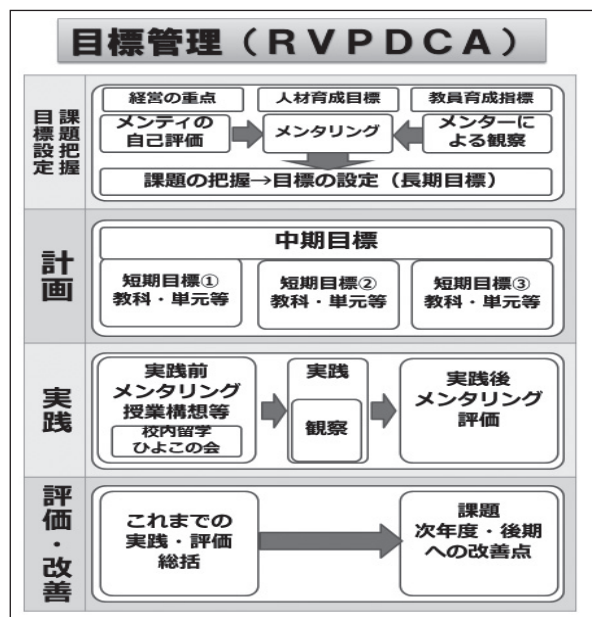 目標管理（ＲＶＰＤＣＡ）
課題把握
目標設定
経営の重点
人材育成目標
教員育成指標
メンティの
自己評価
メンタリング
メンターに
よる観察
課題の把握→目標の設定（長期目標）
計画
中期目標
短期目標①
教科・単元等
短期目標②
教科・単元等
短期目標③
教科・単元等
実践
実践前
メンタリング
授業構想等
校内留学
ひよこの会
実践
観察
実践後
メンタリング
評価
評価・改善
これまでの
実践・評価
総括
課題
次年度・後期
への改善点